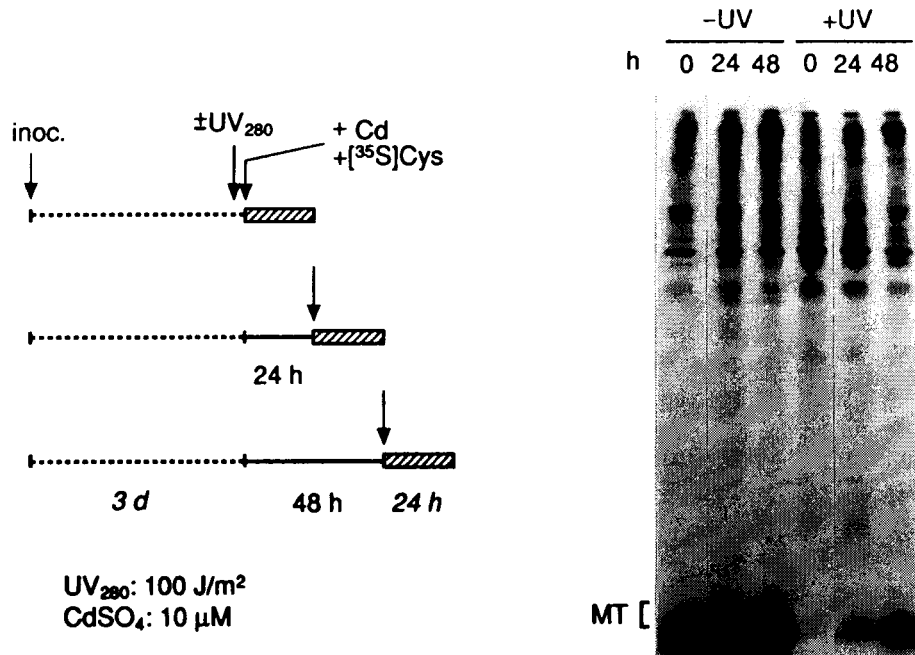 inoc.
±UV280
+ Cd
+[35S]Cys
24 h
3 d
48 h
24 h
UV280: 100 J/m²
CdSO4: 10 µM
−UV
+UV
h
0
24
48
0
24
48
MT [